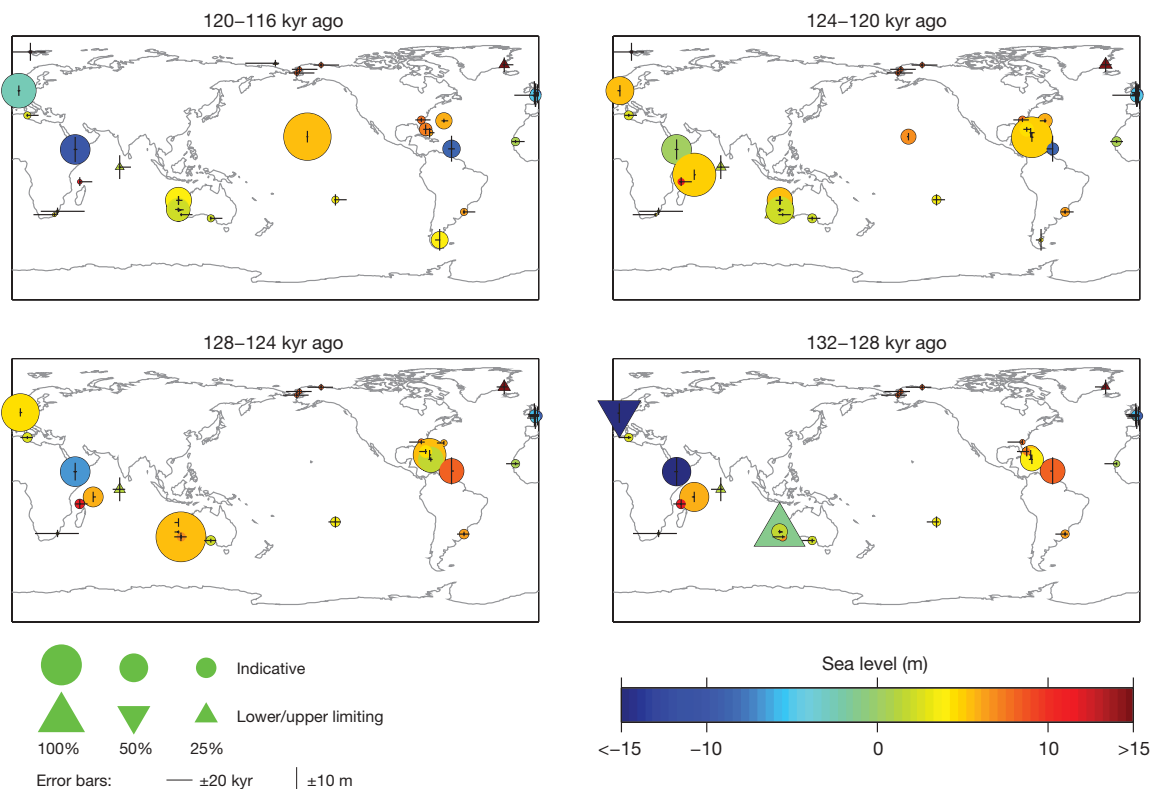 120–116 kyr ago
124–120 kyr ago
128–124 kyr ago
132–128 kyr ago
Indicative
Lower/upper limiting
100% 50% 25%
Error bars: ±20 kyr ±10 m
Sea level (m)
<–15 –10 0 10 >15